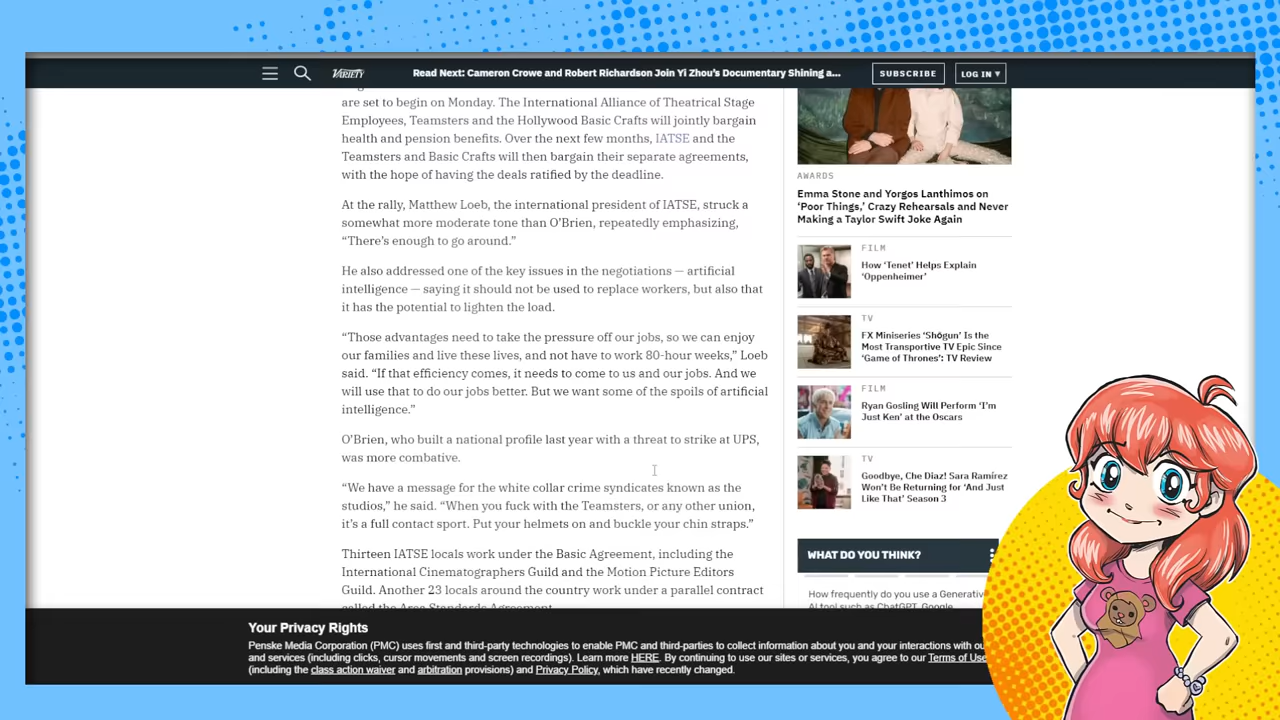 VARIETY
Read Next: Cameron Crowe and Robert Richardson Join Yi Zhou's Documentary Shining a...
SUBSCRIBE
LOG IN ▾
are set to begin on Monday. The International Alliance of Theatrical Stage
Employees, Teamsters and the Hollywood Basic Crafts will jointly bargain
health and pension benefits. Over the next few months, IATSE and the
Teamsters and Basic Crafts will then bargain their separate agreements,
with the hope of having the deals ratified by the deadline.
At the rally, Matthew Loeb, the international president of IATSE, struck a
somewhat more moderate tone than O'Brien, repeatedly emphasizing,
“There's enough to go around.”
He also addressed one of the key issues in the negotiations — artificial
intelligence — saying it should not be used to replace workers, but also that
it has the potential to lighten the load.
“Those advantages need to take the pressure off our jobs, so we can enjoy
our families and live these lives, and not have to work 80-hour weeks,” Loeb
said. “If that efficiency comes, it needs to come to us and our jobs. And we
will use that to do our jobs better. But we want some of the spoils of artificial
intelligence.”
O'Brien, who built a national profile last year with a threat to strike at UPS,
was more combative.
“We have a message for the white collar crime syndicates known as the
studios,” he said. “When you fuck with the Teamsters, or any other union,
it's a full contact sport. Put your helmets on and buckle your chin straps.”
Thirteen IATSE locals work under the Basic Agreement, including the
International Cinematographers Guild and the Motion Picture Editors
Guild. Another 23 locals around the country work under a parallel contract
called the Area Standards Agreement.
AWARDS
Emma Stone and Yorgos Lanthimos on
‘Poor Things,’ Crazy Rehearsals and Never
Making a Taylor Swift Joke Again
FILM
How ‘Tenet’ Helps Explain
‘Oppenheimer’
TV
FX Miniseries ‘Shōgun’ Is the
Most Transportive TV Epic Since
‘Game of Thrones’: TV Review
FILM
Ryan Gosling Will Perform ‘I'm
Just Ken’ at the Oscars
TV
Goodbye, Che Diaz! Sara Ramírez
Won't Be Returning for ‘And Just
Like That’ Season 3
WHAT DO YOU THINK?
How frequently do you use a Generative
AI tool such as ChatGPT, Google
Your Privacy Rights
Penske Media Corporation (PMC) uses first and third-party technologies to enable PMC and third-parties to collect information about you and your interactions with
and services (including clicks, cursor movements and screen recordings). Learn more HERE. By continuing to use our sites or services, you agree to our Terms of Use
(including the class action waiver and arbitration provisions) and Privacy Policy, which have recently changed.